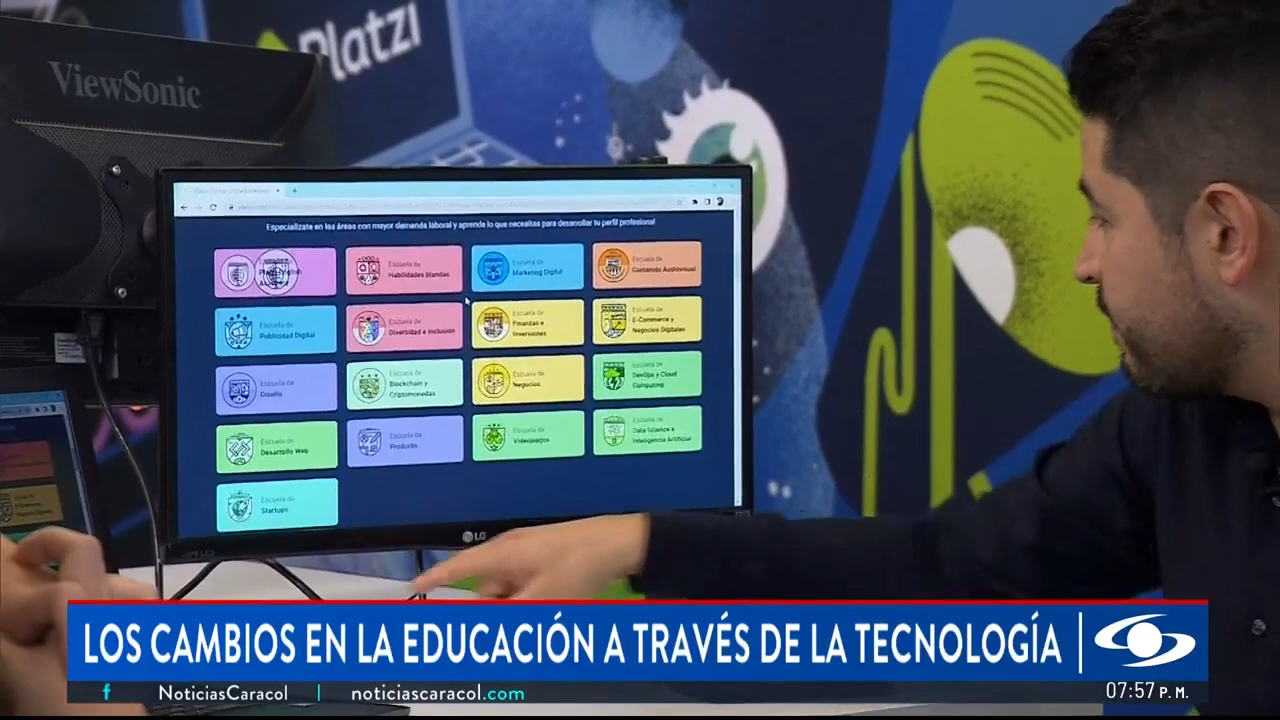 Platzi
ViewSonic
Especialízate en las áreas con mayor demanda laboral y aprende lo que necesitas para desarrollar tu perfil profesional
Escuela de
Habilidades blandas
Escuela de
Marketing Digital
Escuela de
Contenido Audiovisual
Escuela de
Publicidad Digital
Escuela de
Diversidad e Inclusión
Escuela de
Finanzas e
Inversiones
Escuela de
E-Commerce y
Negocios Digitales
Escuela de
Diseño
Escuela de
Blockchain y
Criptomonedas
Escuela de
Negocios
Escuela de
DevOps y Cloud
Computing
Escuela de
Desarrollo Web
Escuela de
Producto
Escuela de
Videojuegos
Escuela de
Data Science e
Inteligencia Artificial
Escuela de
Startups
LG
LOS CAMBIOS EN LA EDUCACIÓN A TRAVÉS DE LA TECNOLOGÍA
f NoticiasCaracol | noticiascaracol.com
07:57 P. M.